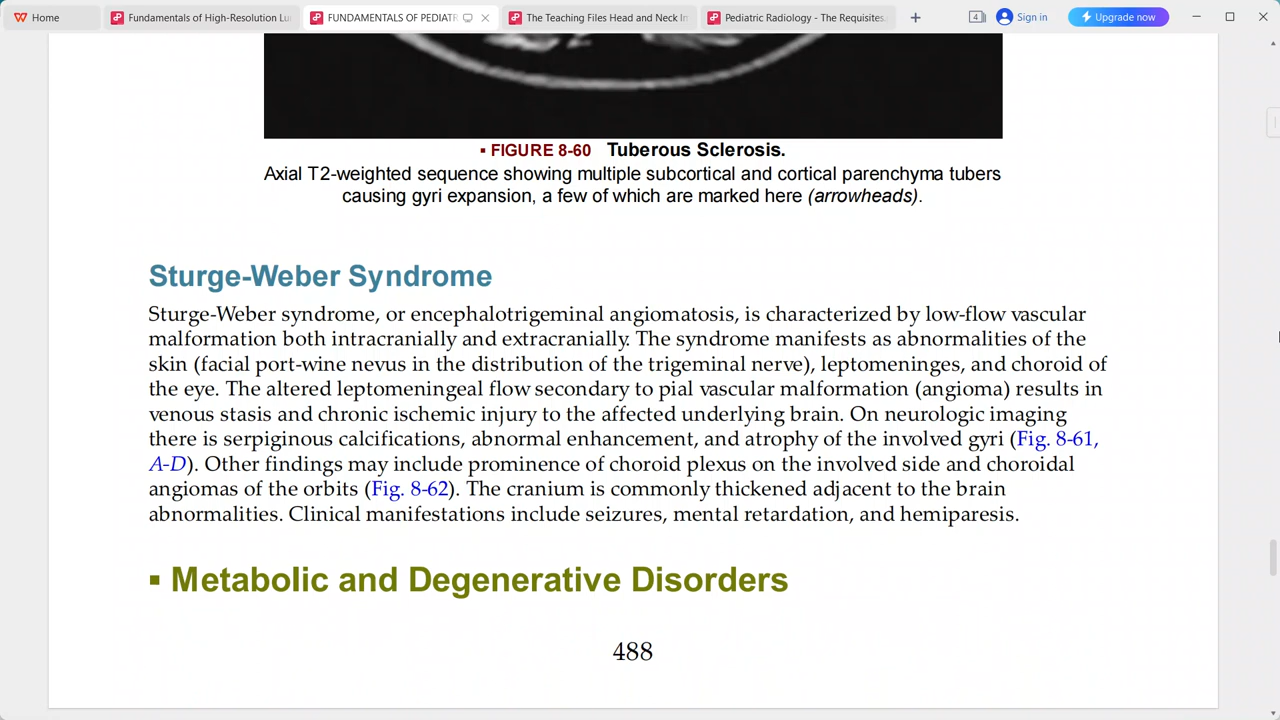 Home
Fundamentals of High-Resolution Lu
FUNDAMENTALS OF PEDIATR
The Teaching Files Head and Neck Im
Pediatric Radiology - The Requisites
4
Sign in
Upgrade now
▪ FIGURE 8-60 Tuberous Sclerosis.
Axial T2-weighted sequence showing multiple subcortical and cortical parenchyma tubers
causing gyri expansion, a few of which are marked here (arrowheads).
Sturge-Weber Syndrome
Sturge-Weber syndrome, or encephalotrigeminal angiomatosis, is characterized by low-flow vascular
malformation both intracranially and extracranially. The syndrome manifests as abnormalities of the
skin (facial port-wine nevus in the distribution of the trigeminal nerve), leptomeninges, and choroid of
the eye. The altered leptomeningeal flow secondary to pial vascular malformation (angioma) results in
venous stasis and chronic ischemic injury to the affected underlying brain. On neurologic imaging
there is serpiginous calcifications, abnormal enhancement, and atrophy of the involved gyri (Fig. 8-61,
A-D). Other findings may include prominence of choroid plexus on the involved side and choroidal
angiomas of the orbits (Fig. 8-62). The cranium is commonly thickened adjacent to the brain
abnormalities. Clinical manifestations include seizures, mental retardation, and hemiparesis.
▪ Metabolic and Degenerative Disorders
488